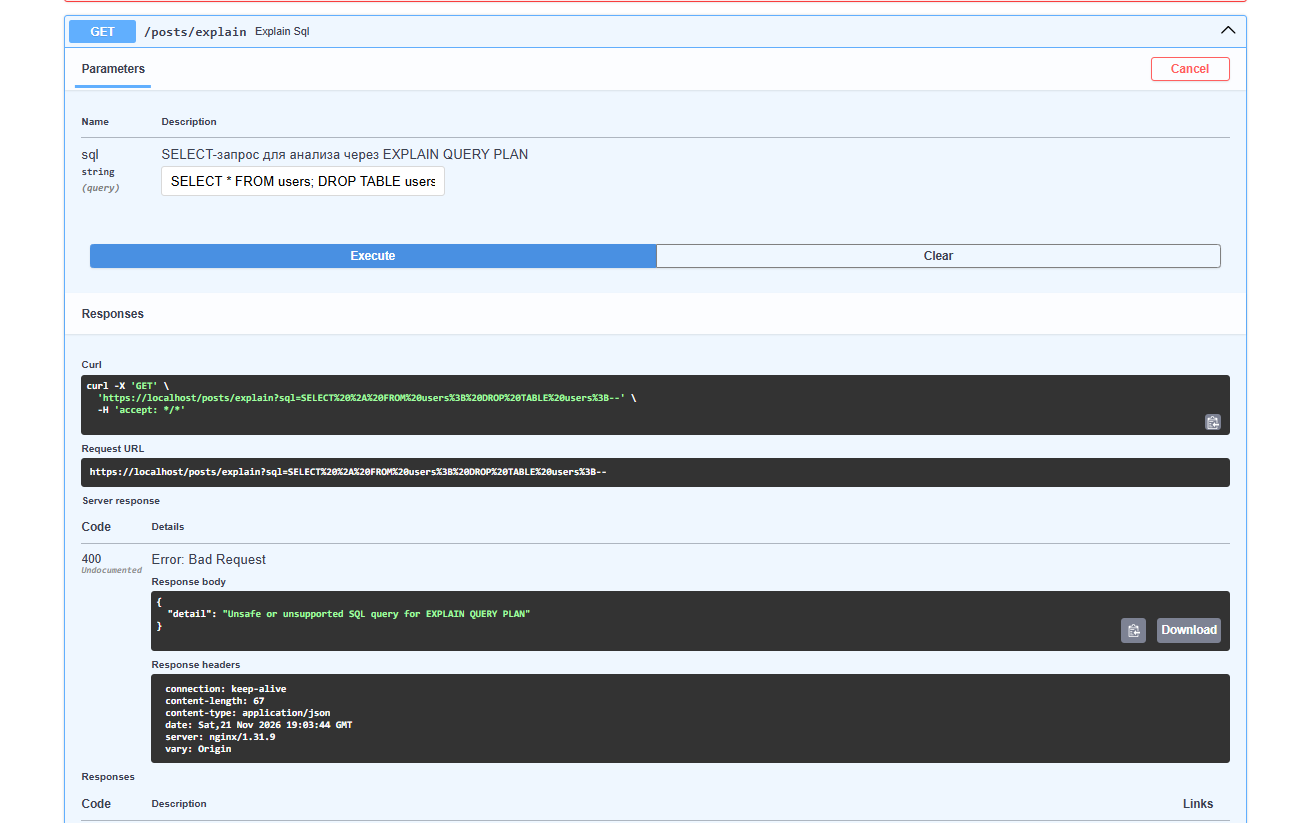 GET /posts/explain Explain Sql
Parameters
Cancel
Name Description
sql SELECT-запрос для анализа через EXPLAIN QUERY PLAN
string
(query)
SELECT * FROM users; DROP TABLE users
Execute Clear
Responses
Curl
curl -X 'GET' \
'https://localhost/posts/explain?sql=SELECT%20%2A%20FROM%20users%3B%20DROP%20TABLE%20users%3B--' \
-H 'accept: */*'
Request URL
https://localhost/posts/explain?sql=SELECT%20%2A%20FROM%20users%3B%20DROP%20TABLE%20users%3B--
Server response
Code Details
400 Error: Bad Request
Undocumented
Response body
{
"detail": "Unsafe or unsupported SQL query for EXPLAIN QUERY PLAN"
}
Download
Response headers
connection: keep-alive
content-length: 67
content-type: application/json
date: Sat,21 Nov 2026 19:03:44 GMT
server: nginx/1.31.9
vary: Origin
Responses
Code Description Links